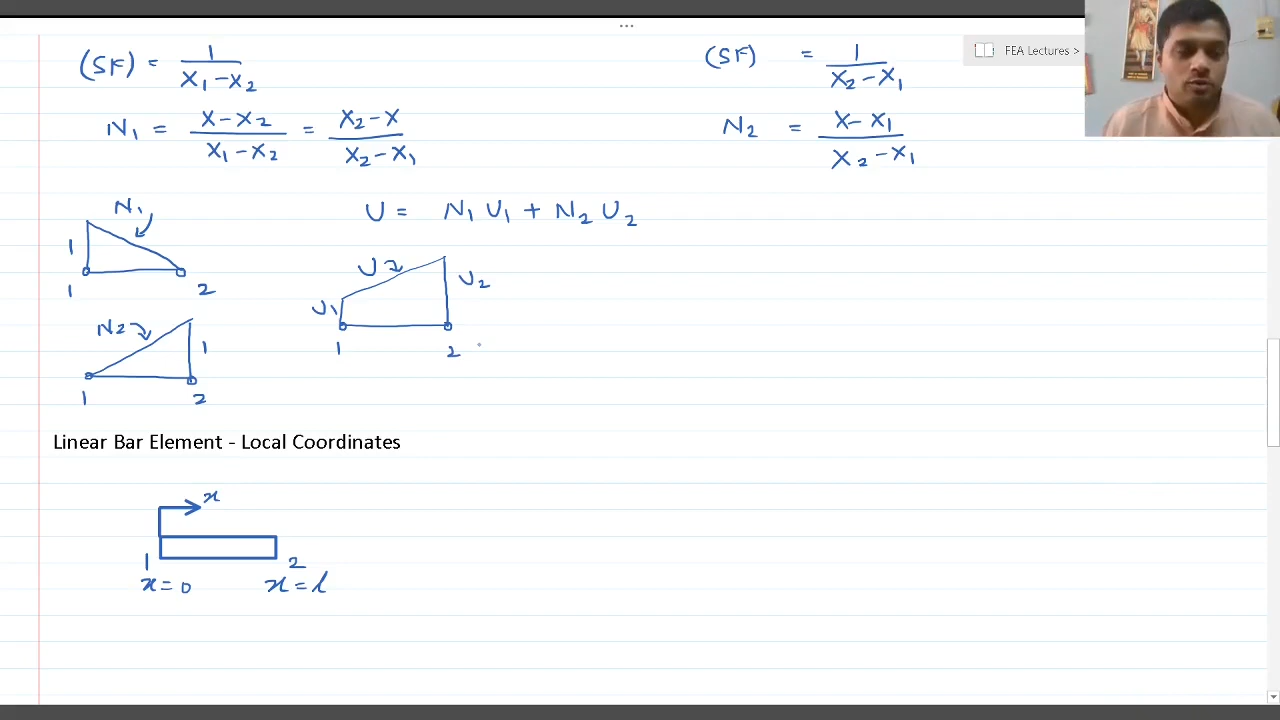 (SF) = 1 / (X₁ - X₂)
(SF) = 1 / (X₂ - X₁)
FEA Lectures >
N₁ = (X - X₂) / (X₁ - X₂) = (X₂ - X) / (X₂ - X₁)
N₂ = (X - X₁) / (X₂ - X₁)
N₁
1
1 2
U = N₁ U₁ + N₂ U₂
U
U₁ U₂
1 2
N₂
1
1 2
Linear Bar Element - Local Coordinates
x
1 2
x = 0 x = l